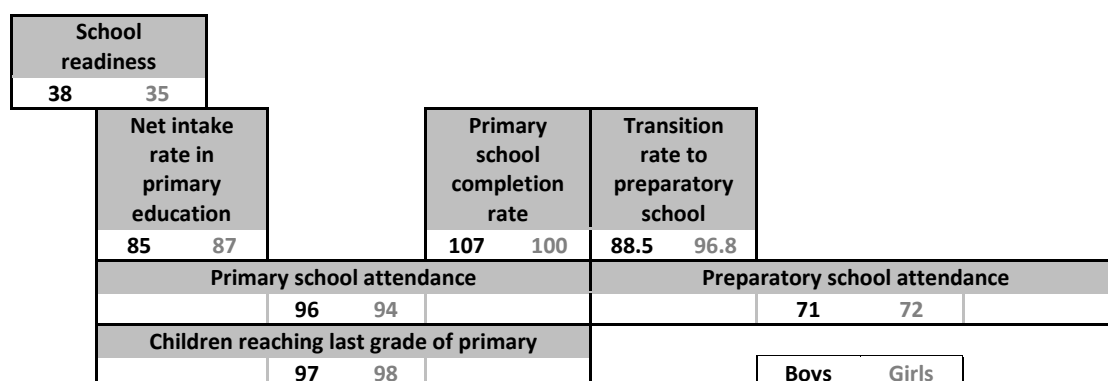 School
readiness
38 35
Net intake
rate in
primary
education
85 87
Primary
school
completion
rate
107 100
Transition
rate to
preparatory
school
88.5 96.8
Primary school attendance
96 94
Preparatory school attendance
71 72
Children reaching last grade of primary
97 98
Boys Girls